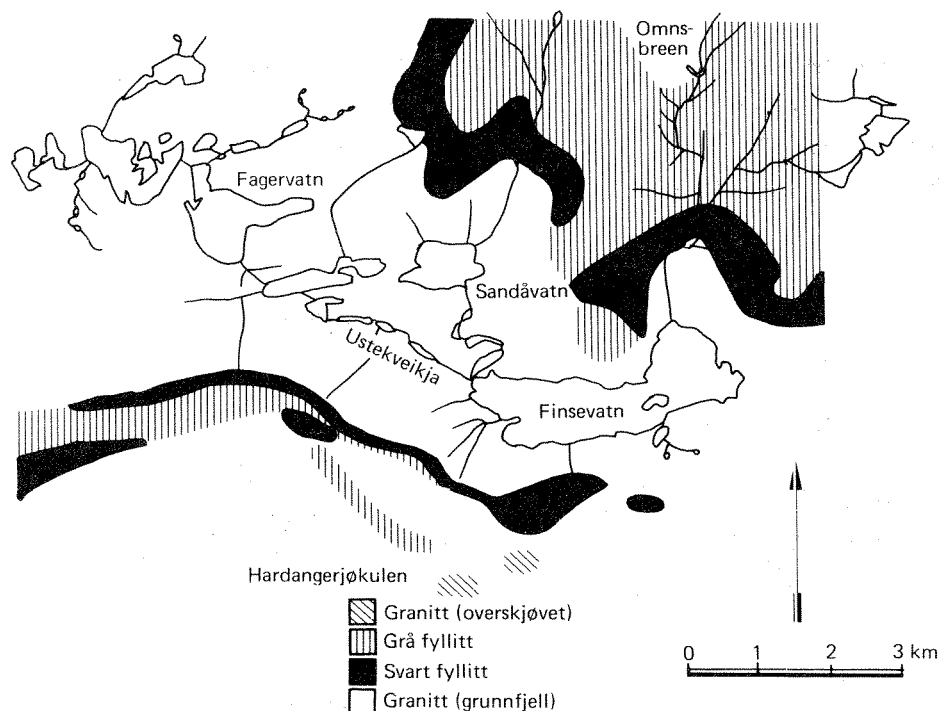 Omns-
breen
Fagervatn
Sandåvatn
Ustekveikja
Finsevatn
Hardangerjøkulen
Granitt (overskjøvet)
Grå fyllitt
Svart fyllitt
Granitt (grunnfjell)
0 1 2 3 km